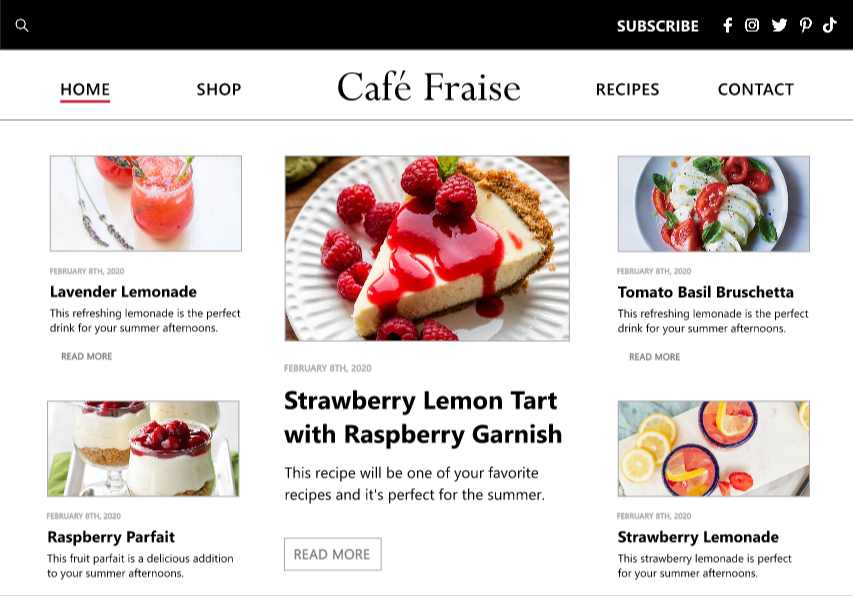 SUBSCRIBE
HOME
SHOP
Café Fraise
RECIPES
CONTACT
FEBRUARY 8TH, 2020
Lavender Lemonade
This refreshing lemonade is the perfect
drink for your summer afternoons.
READ MORE
FEBRUARY 8TH, 2020
Raspberry Parfait
This fruit parfait is a delicious addition
to your summer afternoons.
FEBRUARY 8TH, 2020
Strawberry Lemon Tart
with Raspberry Garnish
This recipe will be one of your favorite
recipes and it's perfect for the summer.
READ MORE
FEBRUARY 8TH, 2020
Tomato Basil Bruschetta
This refreshing lemonade is the perfect
drink for your summer afternoons.
READ MORE
FEBRUARY 8TH, 2020
Strawberry Lemonade
This strawberry lemonade is perfect
for your summer afternoons.